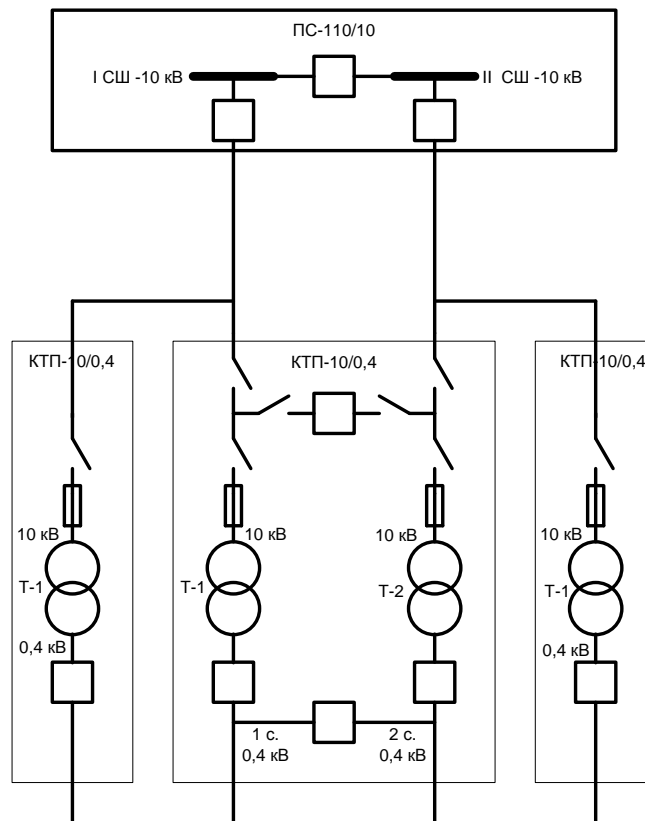 ПС-110/10
I СШ -10 кВ
II СШ -10 кВ
КТП-10/0,4
КТП-10/0,4
КТП-10/0,4
10 кВ
10 кВ
10 кВ
10 кВ
Т-1
Т-1
Т-2
Т-1
0,4 кВ
0,4 кВ
1 с.
0,4 кВ
2 с.
0,4 кВ